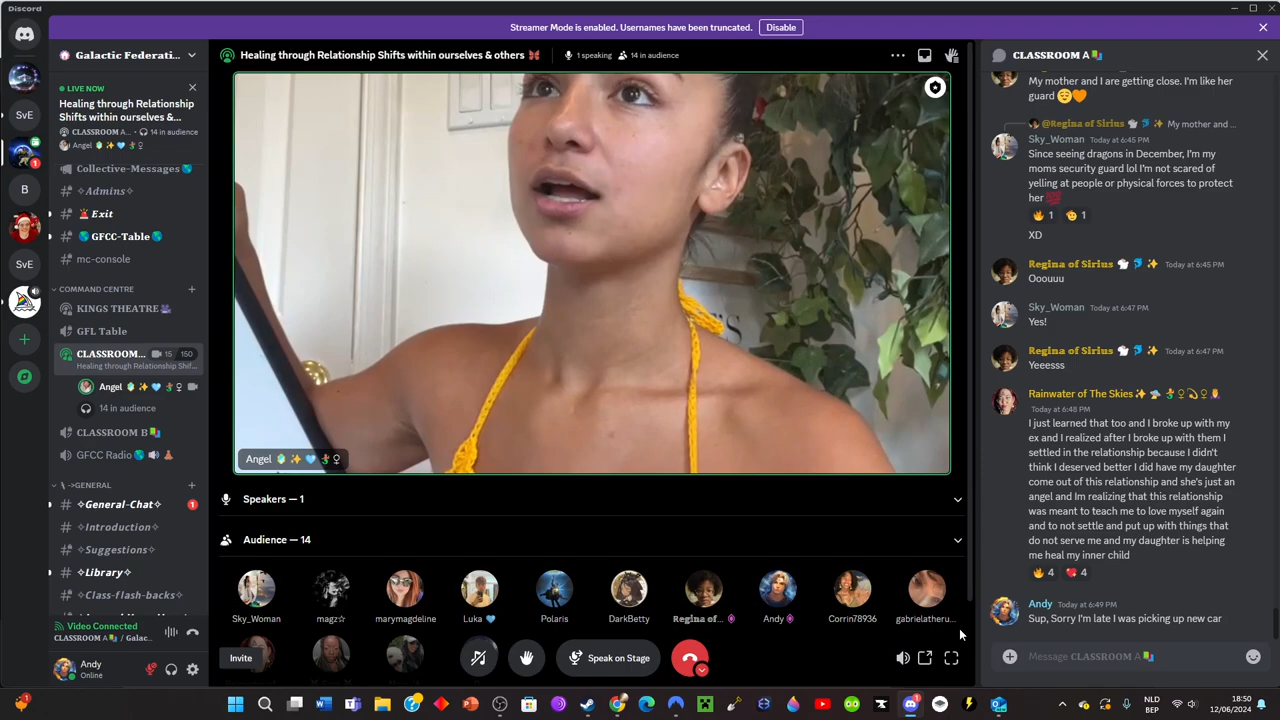 Discord
Streamer Mode is enabled. Usernames have been truncated.
Disable
Galactic Federati...
LIVE NOW
Healing through Relationship
Shifts within ourselves &...
CLASSROOM A...
14 in audience
Angel
Collective-Messages
✧Admins✧
Exit
GFCC-Table
mc-console
COMMAND CENTRE
KINGS THEATRE
GFL Table
CLASSROOM...
15
150
Healing through Relationship Shif...
Angel
14 in audience
CLASSROOM B
GFCC Radio
\ ->GENERAL
✧General-Chat✧
1
✧Introduction✧
✧Suggestions✧
✧Library✧
✧Class-flash-backs✧
Video Connected
CLASSROOM A / Galac...
Andy
Online
SvE
1
B
SvE
Healing through Relationship Shifts within ourselves & others
1 speaking
14 in audience
Angel
Speakers — 1
Audience — 14
Sky_Woman
magz☆
marymagdeline
Luka
Polaris
DarkBetty
Regina of...
Andy
Corrin78936
gabrielatheru...
Invite
Speak on Stage
CLASSROOM A
My mother and I are getting close. I'm like her
guard
@Regina of Sirius My mother and ...
Sky_Woman Today at 6:45 PM
Since seeing dragons in December, I'm my
moms security guard lol I'm not scared of
yelling at people or physical forces to protect
her 💯
1 1
XD
Regina of Sirius Today at 6:45 PM
Ooouuu
Sky_Woman Today at 6:47 PM
Yes!
Regina of Sirius Today at 6:47 PM
Yeeesss
Rainwater of The Skies
Today at 6:48 PM
I just learned that too and I broke up with my
ex and I realized after I broke up with them I
settled in the relationship because I didn't
think I deserved better I did have my daughter
come out of this relationship and she's just an
angel and Im realizing that this relationship
was meant to teach me to love myself again
and to not settle and put up with things that
do not serve me and my daughter is helping
me heal my inner child
4 4
Andy Today at 6:49 PM
Sup, Sorry I'm late I was picking up new car
Message CLASSROOM A
1
1
NLD
BEP
18:50
12/06/2024